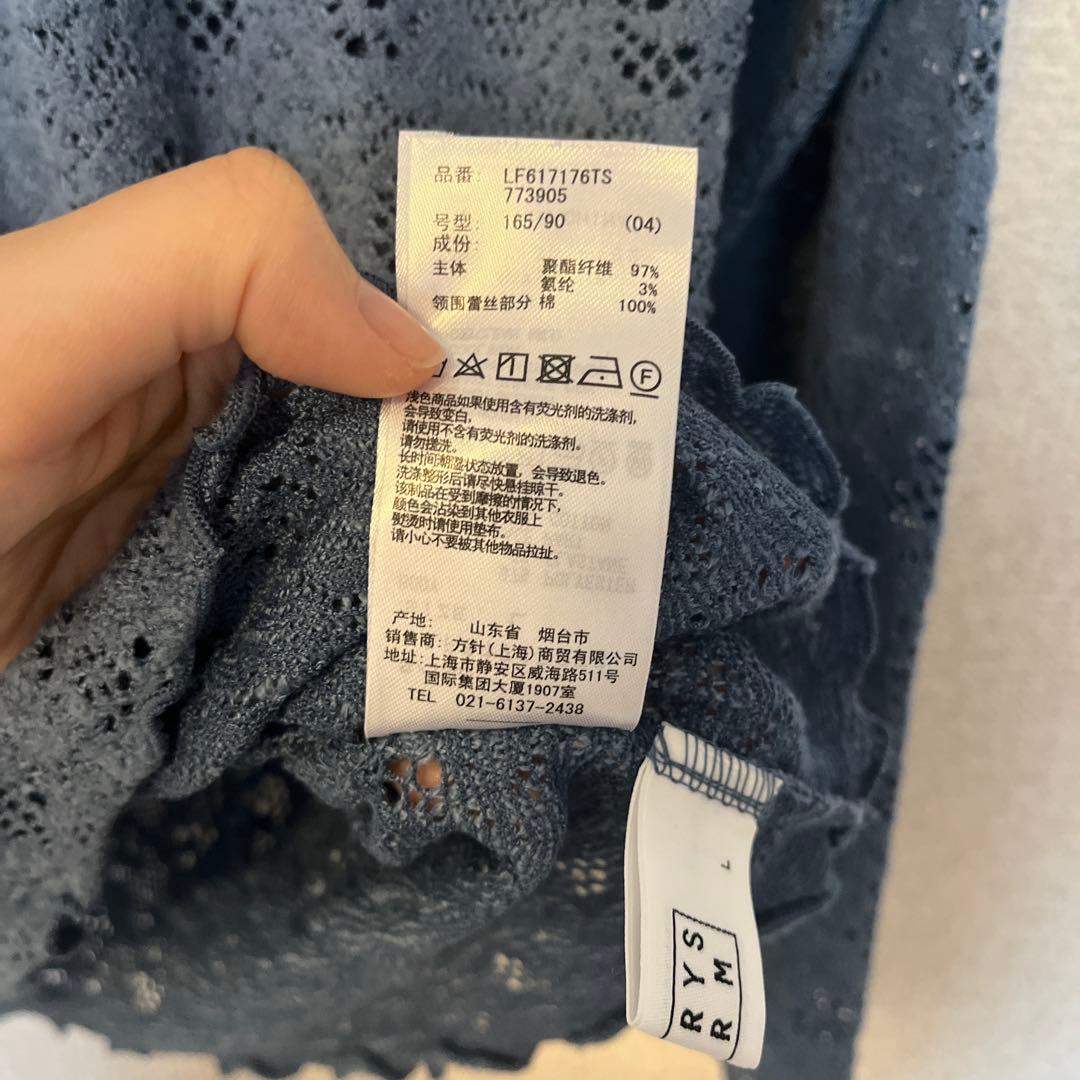 品番: LF617176TS
773905
号型: 165/90 (04)
成份:
主体 聚酯纤维 97%
氨纶 3%
领围蕾丝部分 棉 100%
F
浅色商品如果使用含有荧光剂的洗涤剂,
会导致变白,
请使用不含有荧光剂的洗涤剂。
请勿搓洗。
长时间潮湿状态放置, 会导致退色。
洗涤整形后请尽快悬挂晾干。
该制品在受到摩擦的情况下,
颜色会沾染到其他衣服上
熨烫时请使用垫布。
请小心不要被其他物品拉扯。
产地: 山东省 烟台市
销售商: 方针(上海)商贸有限公司
地址:上海市静安区威海路511号
国际集团大厦1907室
TEL 021-6137-2438
L
RYS
RM